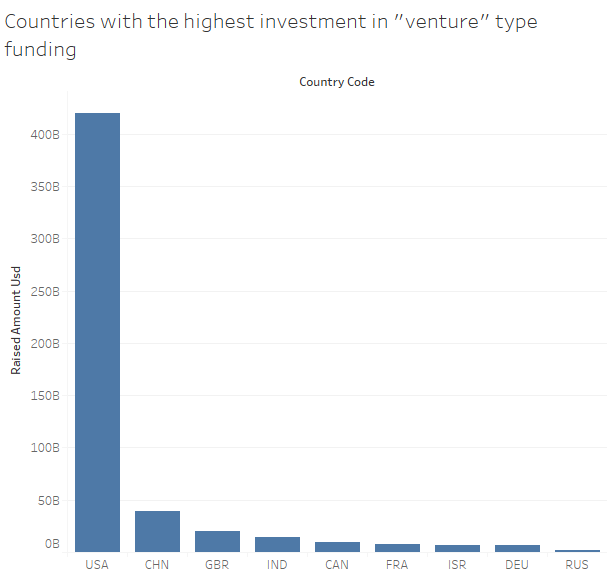 Countries with the highest investment in "venture" type
funding
Country Code
Raised Amount Usd
400B
350B
300B
250B
200B
150B
100B
50B
0B
USA CHN GBR IND CAN FRA ISR DEU RUS